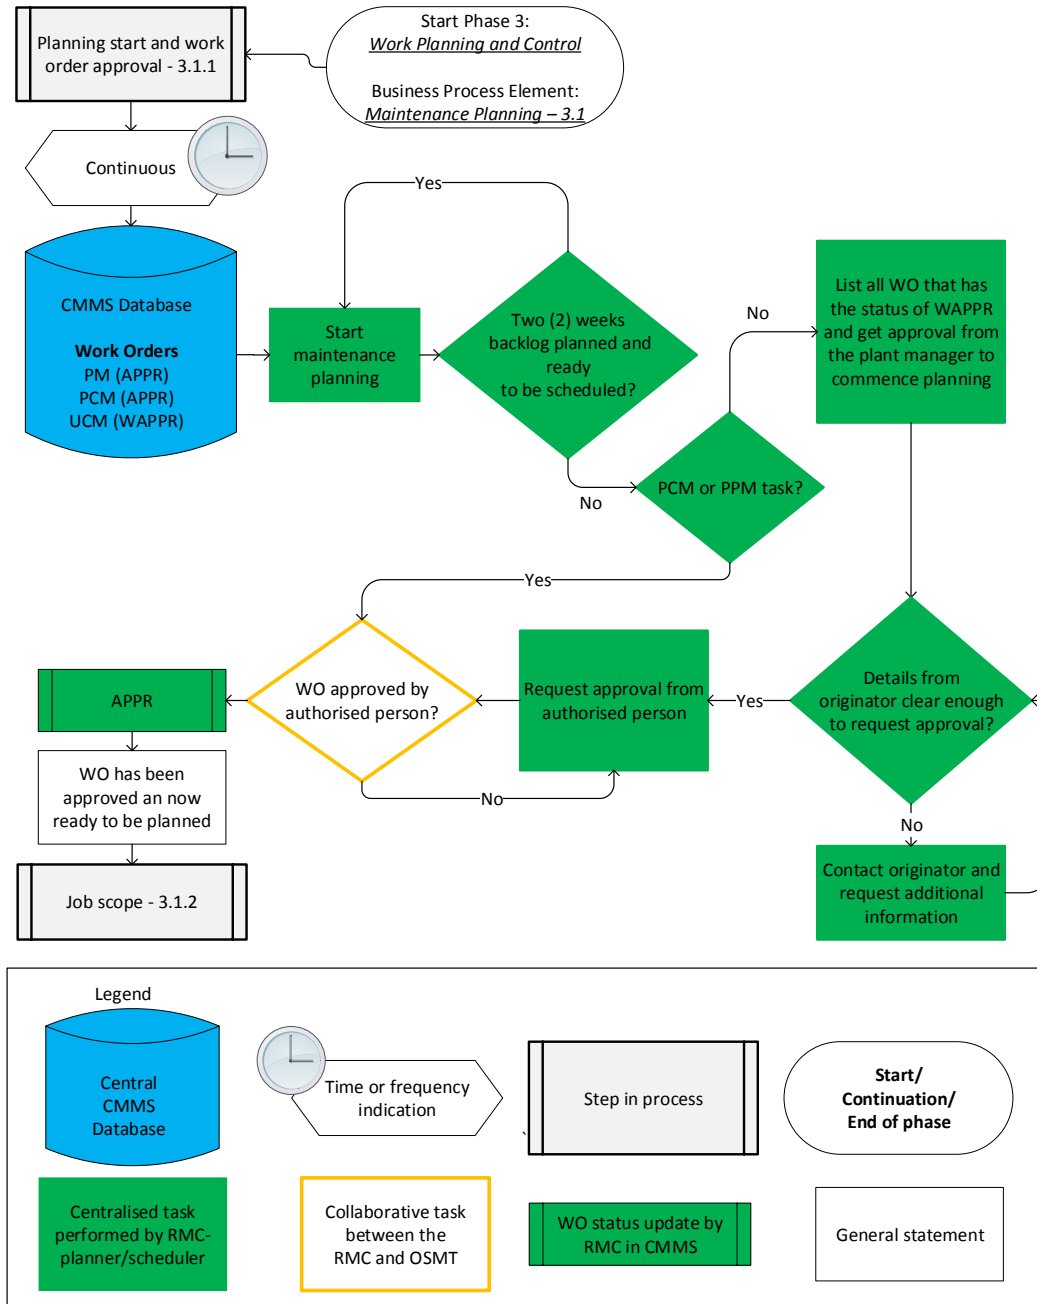 Start Phase 3:
Work Planning and Control
Business Process Element:
Maintenance Planning – 3.1
Planning start and work
order approval - 3.1.1
Continuous
CMMS Database
Work Orders
PM (APPR)
PCM (APPR)
UCM (WAPPR)
Start
maintenance
planning
Yes
Two (2) weeks
backlog planned and
ready
to be scheduled?
No
PCM or PPM task?
No
List all WO that has
the status of WAPPR
and get approval from
the plant manager to
commence planning
Yes
Details from
originator clear enough
to request approval?
Yes
No
Contact originator and
request additional
information
Request approval from
authorised person
WO approved by
authorised person?
No
APPR
WO has been
approved an now
ready to be planned
Job scope - 3.1.2
Legend
Central
CMMS
Database
Time or frequency
indication
Step in process
Start/
Continuation/
End of phase
Centralised task
performed by RMC-
planner/scheduler
Collaborative task
between the
RMC and OSMT
WO status update by
RMC in CMMS
General statement